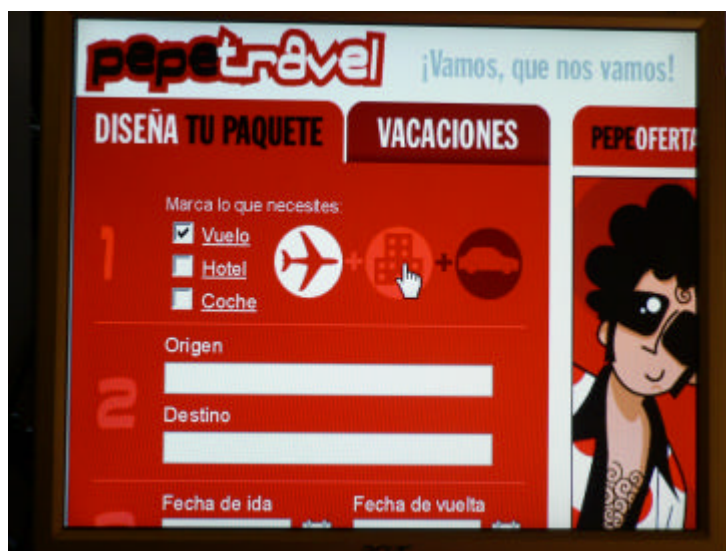 pepetravel
¡Vamos, que nos vamos!
DISEÑA TU PAQUETE
VACACIONES
PEPEOFERTA
Marca lo que necesites:
1
Vuelo
Hotel
Coche
+ +
Origen
2
Destino
Fecha de ida Fecha de vuelta
3